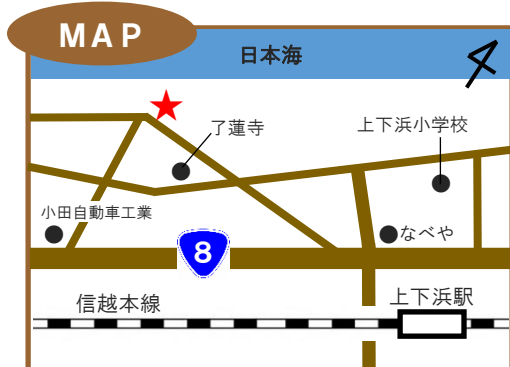 MAP
日本海
了蓮寺
上下浜小学校
小田自動車工業
なべや
8
信越本線
上下浜駅